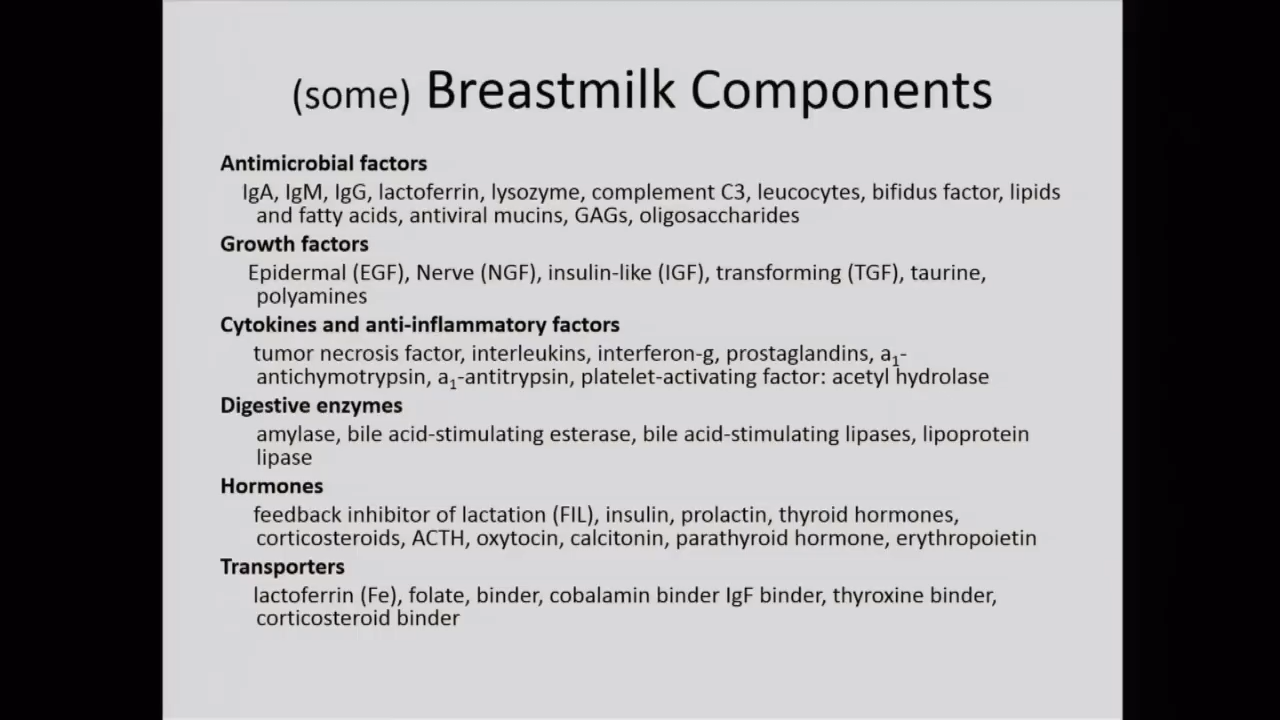 (some) Breastmilk Components
Antimicrobial factors
IgA, IgM, IgG, lactoferrin, lysozyme, complement C3, leucocytes, bifidus factor, lipids
and fatty acids, antiviral mucins, GAGs, oligosaccharides
Growth factors
Epidermal (EGF), Nerve (NGF), insulin-like (IGF), transforming (TGF), taurine,
polyamines
Cytokines and anti-inflammatory factors
tumor necrosis factor, interleukins, interferon-g, prostaglandins, a₁-
antichymotrypsin, a₁-antitrypsin, platelet-activating factor: acetyl hydrolase
Digestive enzymes
amylase, bile acid-stimulating esterase, bile acid-stimulating lipases, lipoprotein
lipase
Hormones
feedback inhibitor of lactation (FIL), insulin, prolactin, thyroid hormones,
corticosteroids, ACTH, oxytocin, calcitonin, parathyroid hormone, erythropoietin
Transporters
lactoferrin (Fe), folate, binder, cobalamin binder IgF binder, thyroxine binder,
corticosteroid binder